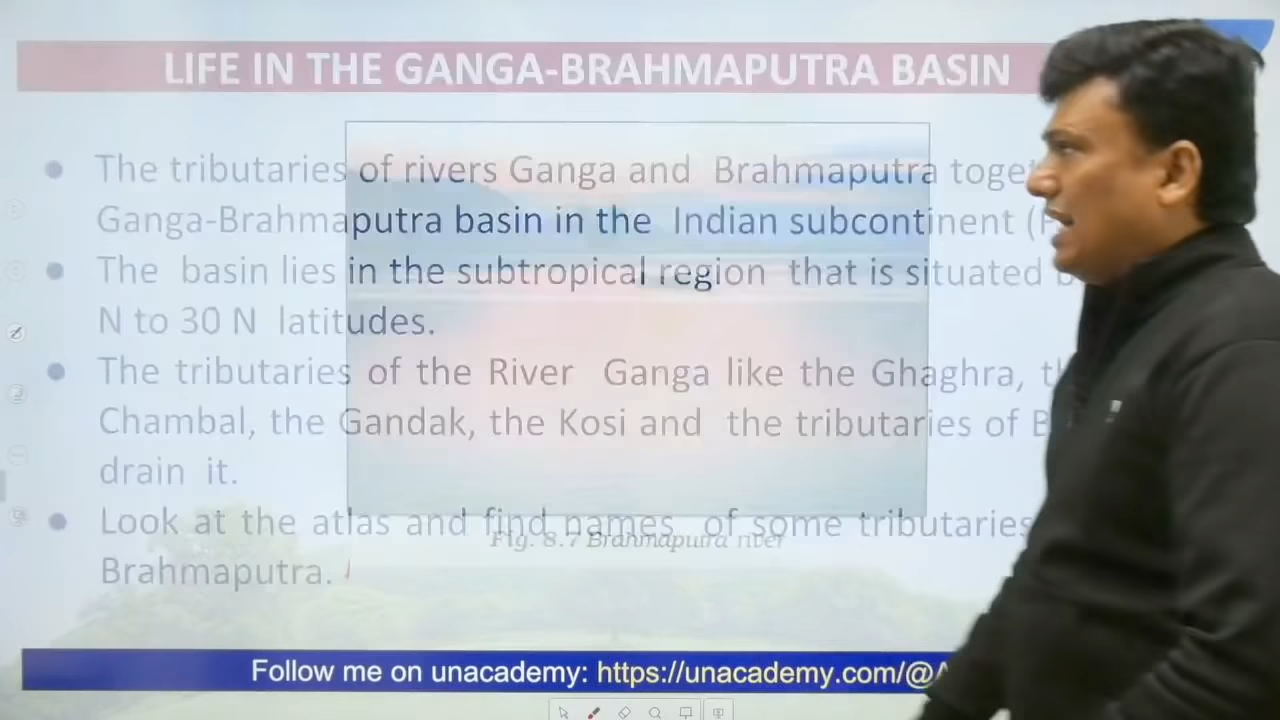 LIFE IN THE GANGA-BRAHMAPUTRA BASIN
The tributaries of rivers Ganga and Brahmaputra
Ganga-Brahmaputra basin in the Indian subcontinent
The basin lies in the subtropical region that is situated
N to 30 N latitudes.
The tributaries of the River Ganga like the Ghaghra,
Chambal, the Gandak, the Kosi and the tributaries of
drain it.
Look at the atlas and find names of some tributaries
Fig. 8.7 Brahmaputra river
Brahmaputra.
Follow me on unacademy: https://unacademy.com/@A